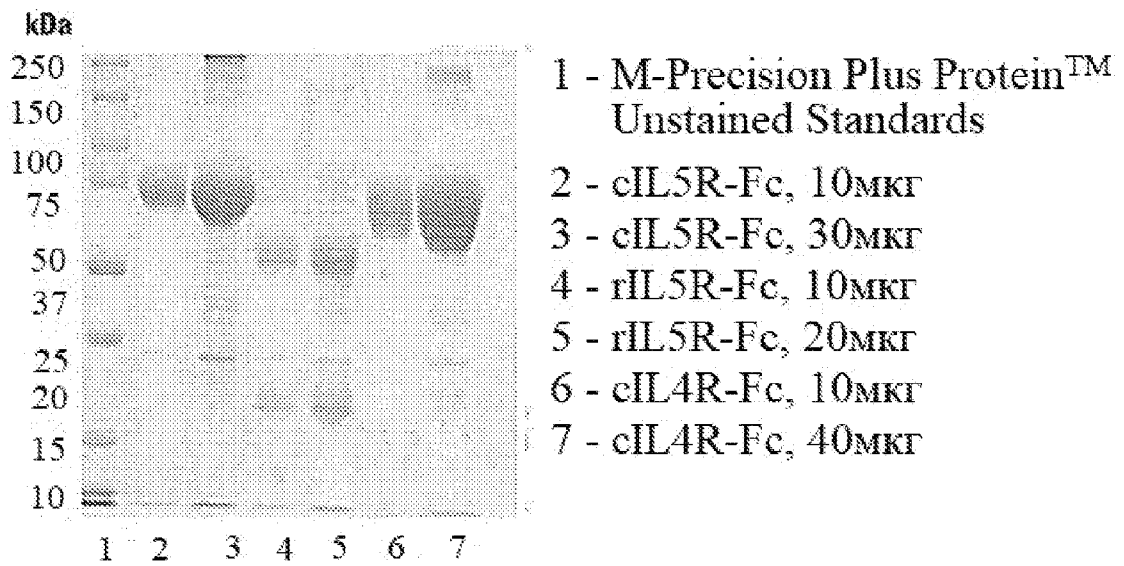 kDa
250
150
100
75
50
37
25
20
15
10
1 2 3 4 5 6 7
1 - M-Precision Plus Protein™
Unstained Standards
2 - cIL5R-Fc, 10мкг
3 - cIL5R-Fc, 30мкг
4 - rIL5R-Fc, 10мкг
5 - rIL5R-Fc, 20мкг
6 - cIL4R-Fc, 10мкг
7 - cIL4R-Fc, 40мкг